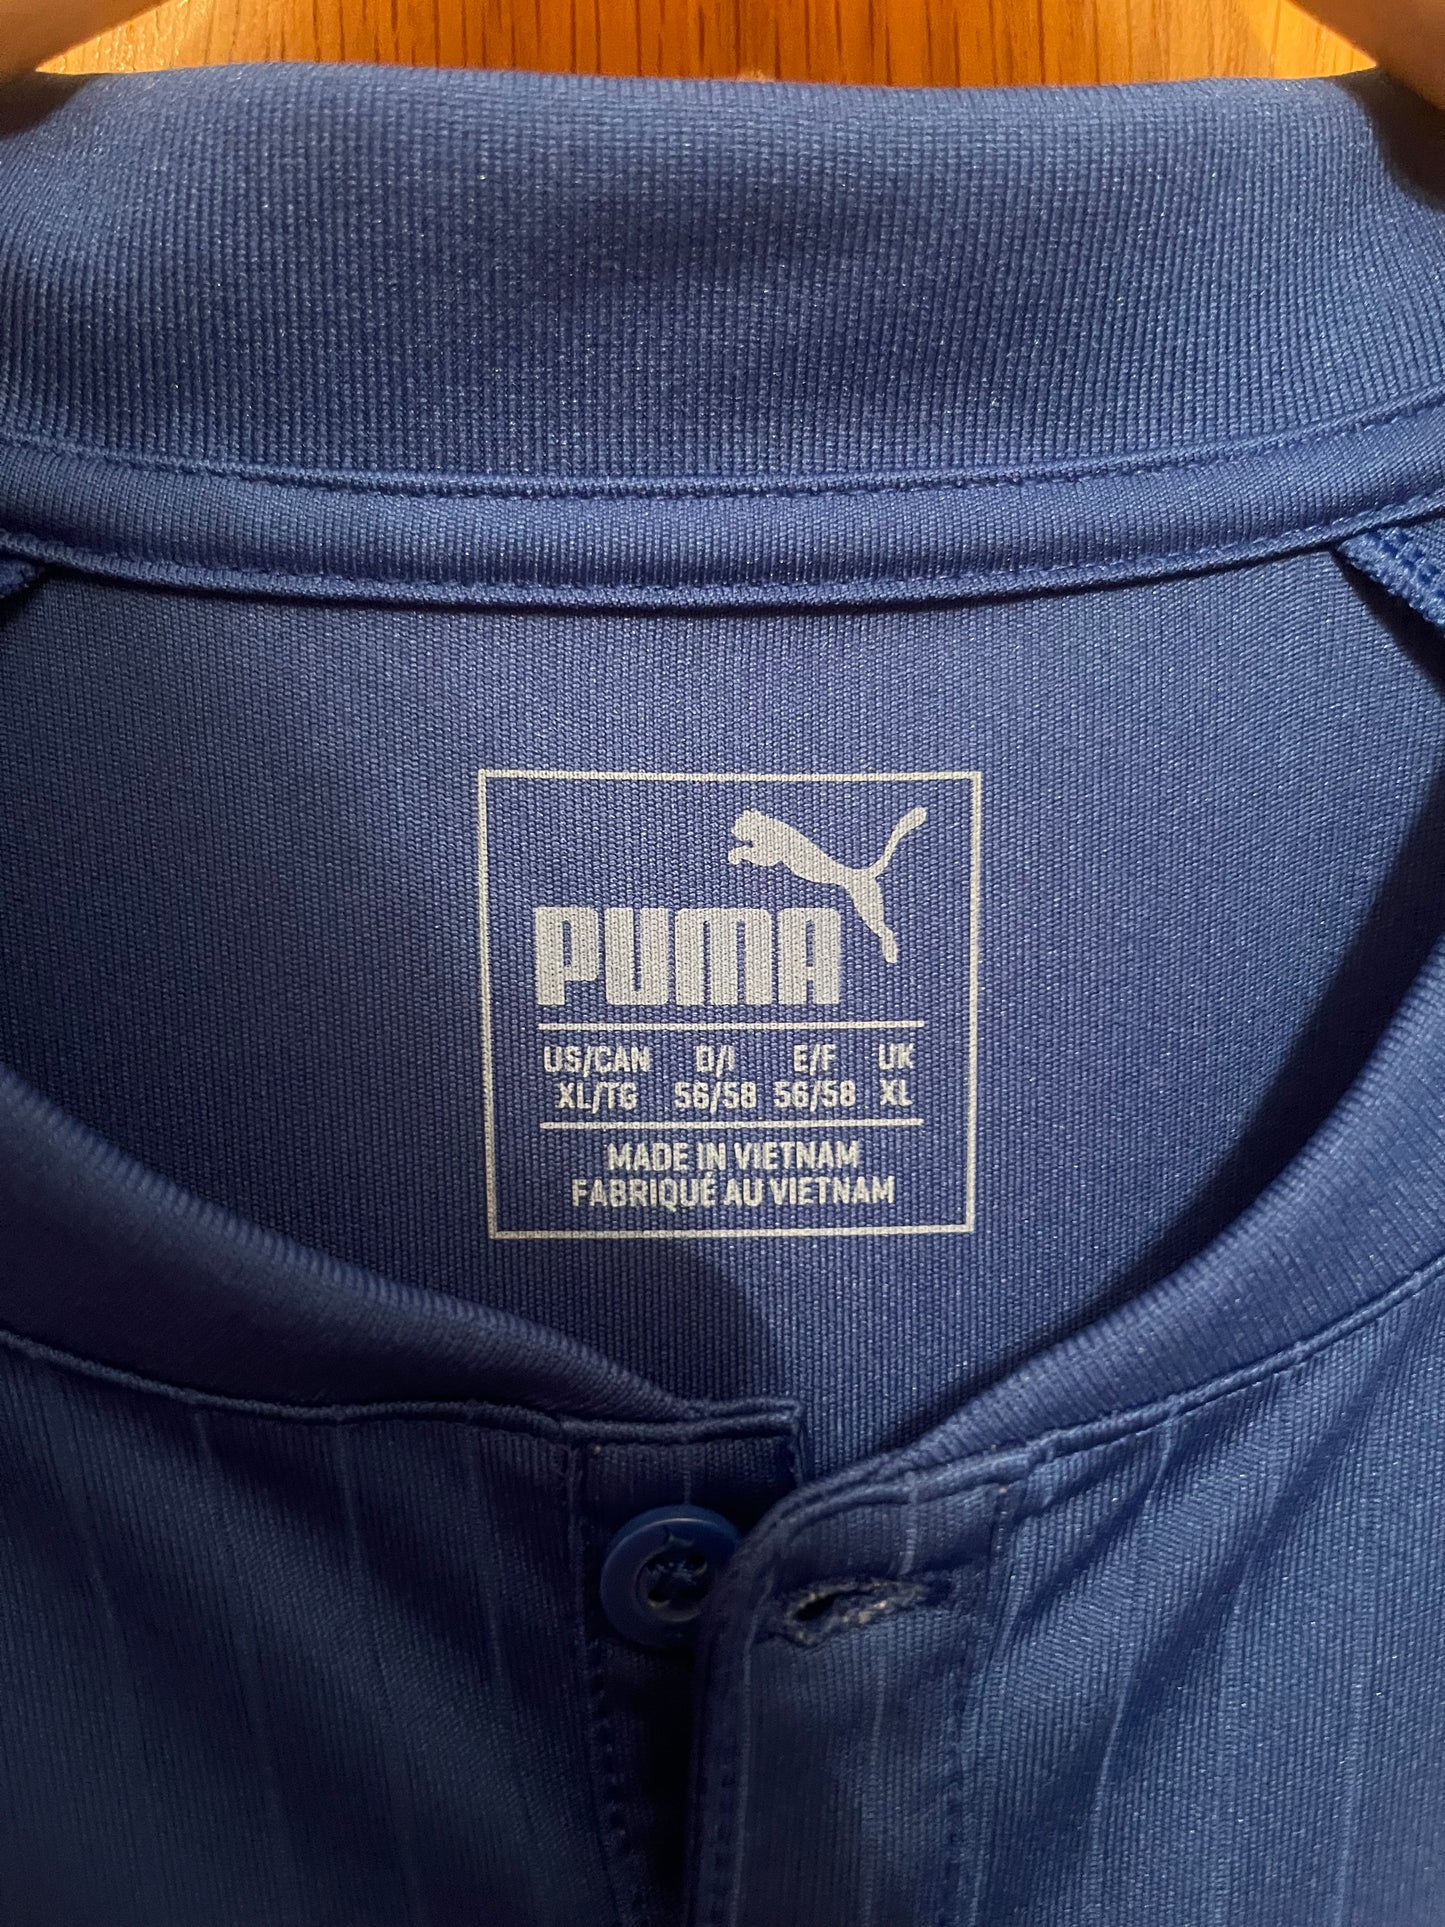 PUMA
US/CAN D/I E/F UK
XL/TG 56/58 56/58 XL
MADE IN VIETNAM
FABRIQUÉ AU VIETNAM